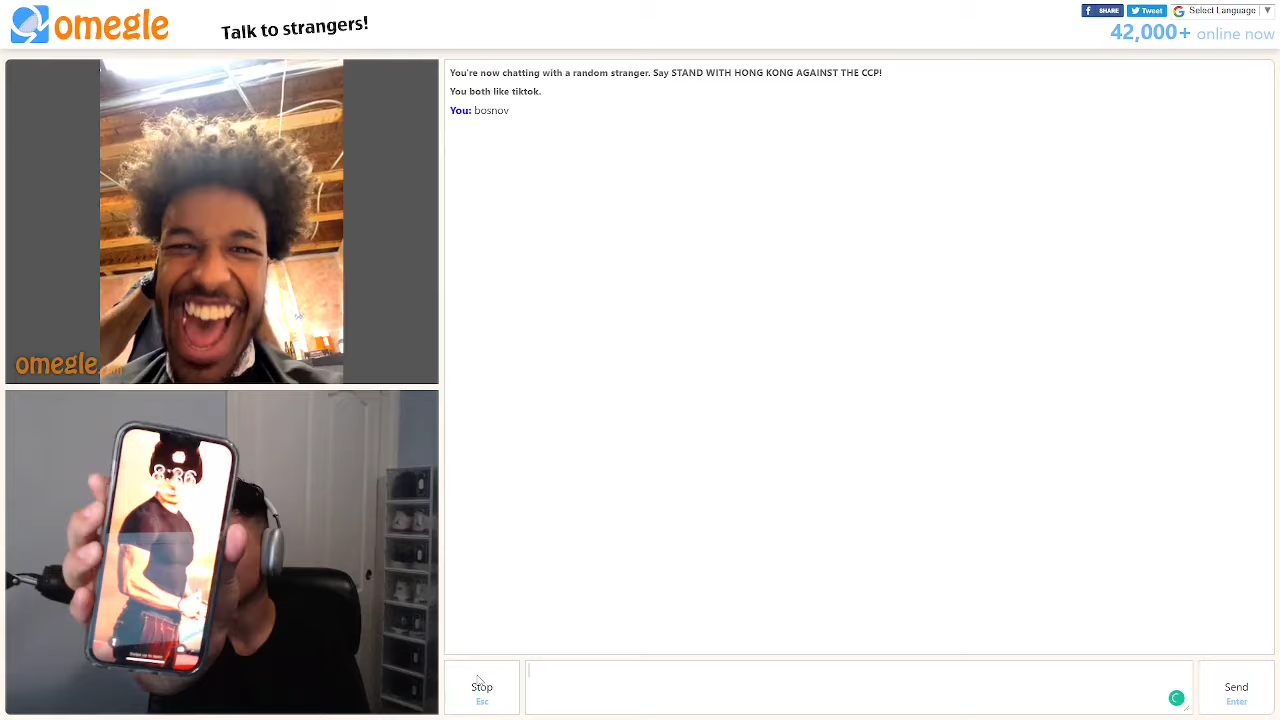 omegle
Talk to strangers!
SHARE
Tweet
Select Language
42,000+ online now
You're now chatting with a random stranger. Say STAND WITH HONG KONG AGAINST THE CCP!
You both like tiktok.
You: bosnov
omegle
Stop
Esc
Send
Enter